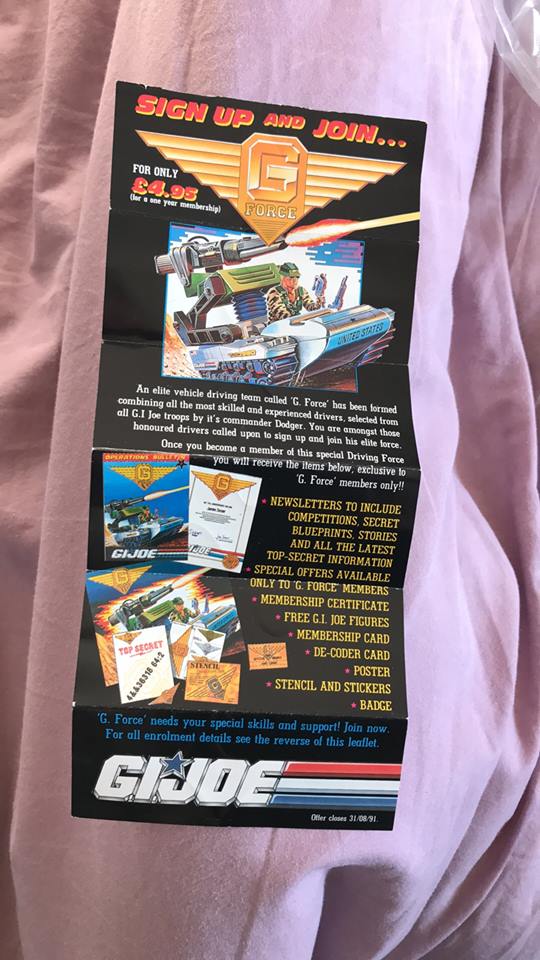 SIGN UP AND JOIN...
G
FORCE
FOR ONLY
£4.95
(for a one year membership)
UNITED STATES
An elite vehicle driving team called 'G. Force' has been formed
combining all the most skilled and experienced drivers, selected from
all G.I Joe troops by it's commander Dodger. You are amongst those
honoured drivers called upon to sign up and join his elite force.
Once you become a member of this special Driving Force
you will receive the items below, exclusive to
'G. Force' members only!!
OPERATIONS BULLETIN
G
GIJOE
GIJOE
★ NEWSLETTERS TO INCLUDE
COMPETITIONS, SECRET
BLUEPRINTS, STORIES
AND ALL THE LATEST
TOP-SECRET INFORMATION
★ SPECIAL OFFERS AVAILABLE
ONLY TO 'G. FORCE' MEMBERS
★ MEMBERSHIP CERTIFICATE
★ FREE G.I. JOE FIGURES
★ MEMBERSHIP CARD
★ DE-CODER CARD
★ POSTER
★ STENCIL AND STICKERS
★ BADGE
TOP SECRET
STENCIL
'G. Force' needs your special skills and support! Join now.
For all enrolment details see the reverse of this leaflet.
GIJOE
Offer closes 31/08/91.